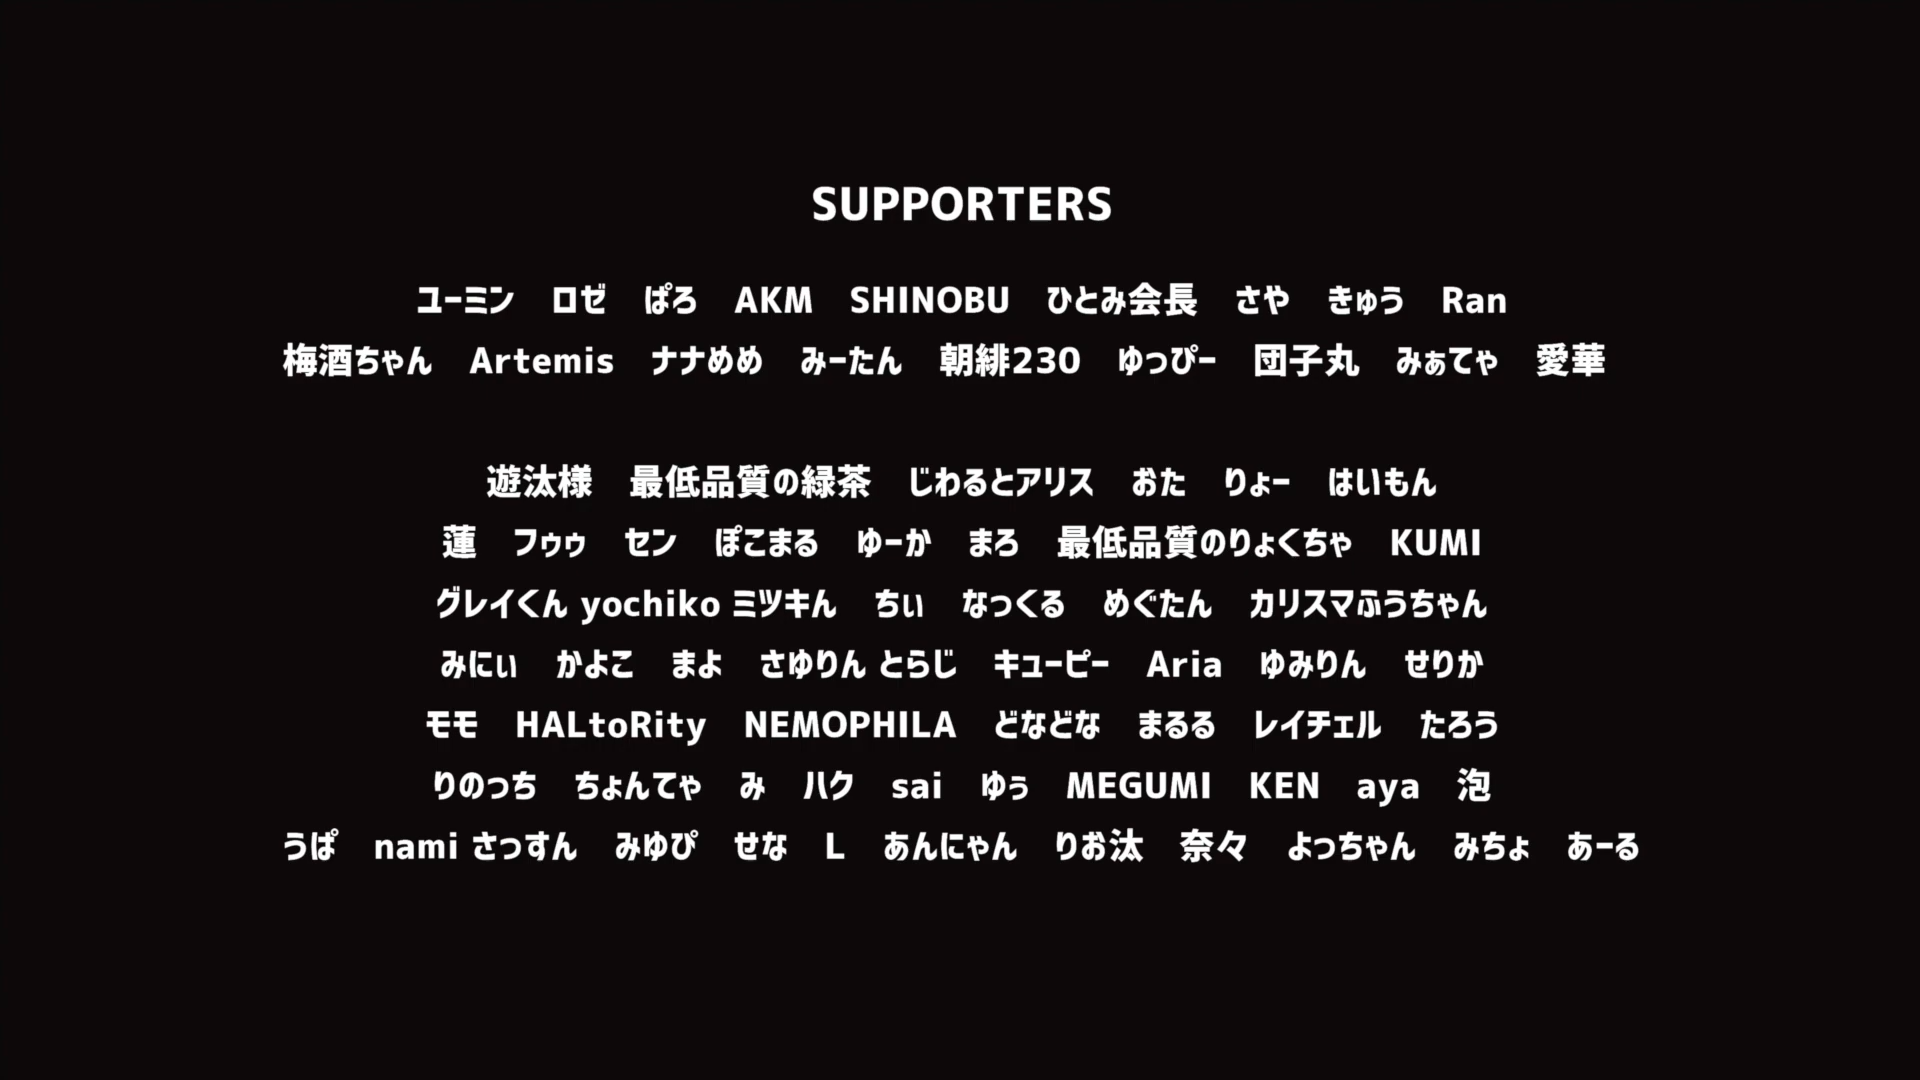 SUPPORTERS
ユーミン　ロゼ　ぱろ　AKM　SHINOBU　ひとみ会長　さや　きゅう　Ran
梅酒ちゃん　Artemis　ナナめめ　みーたん　朝緋230　ゆっぴー　団子丸　みぁてゃ　愛華
遊汰様　最低品質の緑茶　じわるとアリス　おた　りょー　はいもん
蓮　フゥゥ　セン　ぽこまる　ゆーか　まろ　最低品質のりょくちゃ　KUMI
グレイくん yochiko ミツキん　ちぃ　なっくる　めぐたん　カリスマふうちゃん
みにぃ　かよこ　まよ　さゆりん とらじ　キューピー　Aria　ゆみりん　せりか
モモ　HALtoRity　NEMOPHILA　どなどな　まるる　レイチェル　たろう
りのっち　ちょんてゃ　み　ハク　sai　ゆぅ　MEGUMI　KEN　aya　泡
うぱ　nami さっすん　みゆぴ　せな　L　あんにゃん　りお汰　奈々　よっちゃん　みちょ　あーる